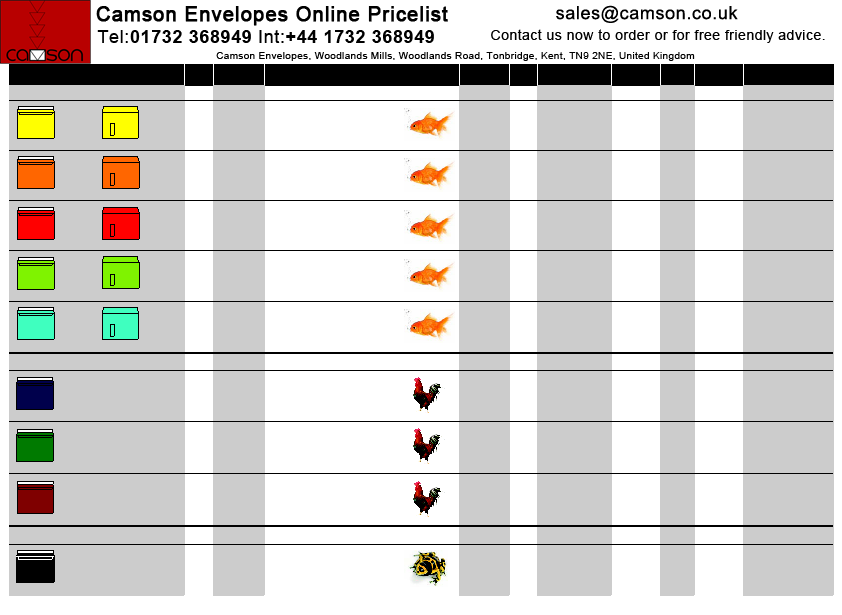 Camson Envelopes Online Pricelist
sales@camson.co.uk
Tel:01732 368949 Int:+44 1732 368949
Contact us now to order or for free friendly advice.
camson
Camson Envelopes, Woodlands Mills, Woodlands Road, Tonbridge, Kent, TN9 2NE, United Kingdom